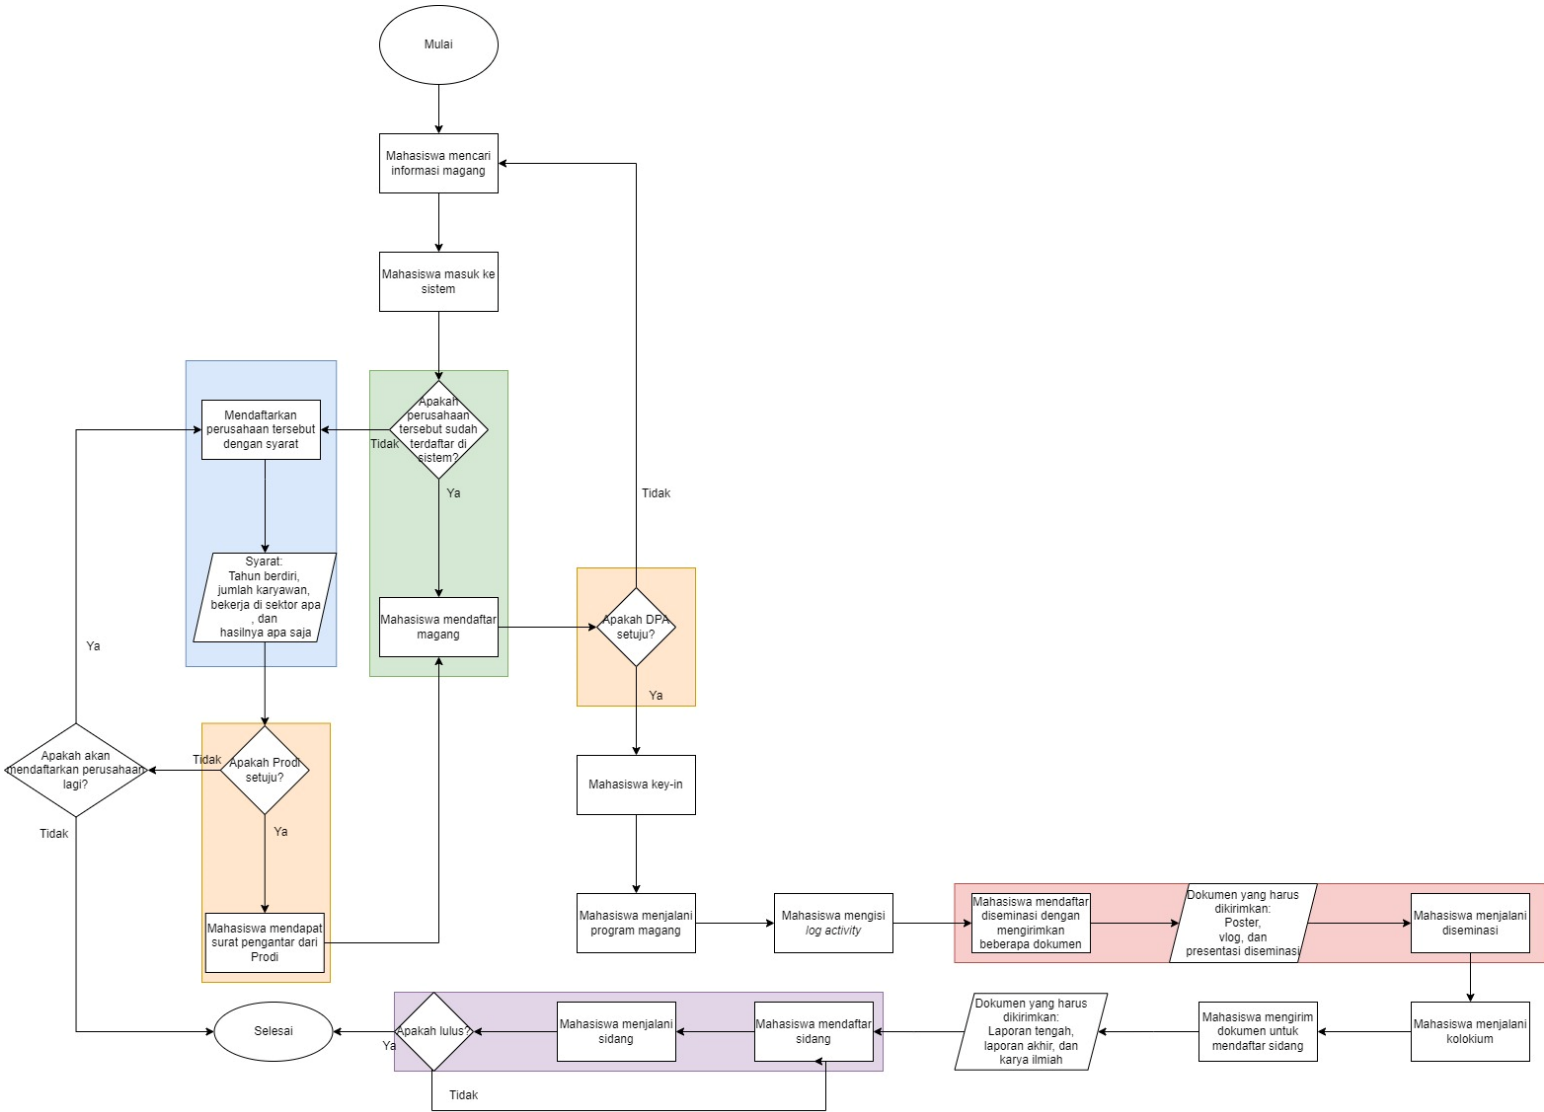 Mulai
Mahasiswa mencari
informasi magang
Mahasiswa masuk ke
sistem
Apakah
perusahaan
tersebut sudah
terdaftar di
sistem?
Tidak
Ya
Mendaftarkan
perusahaan tersebut
dengan syarat
Syarat:
Tahun berdiri,
jumlah karyawan,
bekerja di sektor apa
, dan
hasilnya apa saja
Mahasiswa mendaftar
magang
Apakah DPA
setuju?
Tidak
Ya
Ya
Apakah akan
mendaftarkan perusahaan
lagi?
Tidak
Tidak
Apakah Prodi
setuju?
Ya
Mahasiswa mendapat
surat pengantar dari
Prodi
Mahasiswa key-in
Mahasiswa menjalani
program magang
Mahasiswa mengisi
log activity
Mahasiswa mendaftar
diseminasi dengan
mengirimkan
beberapa dokumen
Dokumen yang harus
dikirimkan:
Poster,
vlog, dan
presentasi diseminasi
Mahasiswa menjalani
diseminasi
Mahasiswa menjalani
kolokium
Mahasiswa mengirim
dokumen untuk
mendaftar sidang
Dokumen yang harus
dikirimkan:
Laporan tengah,
laporan akhir, dan
karya ilmiah
Mahasiswa mendaftar
sidang
Mahasiswa menjalani
sidang
Apakah lulus?
Ya
Tidak
Selesai